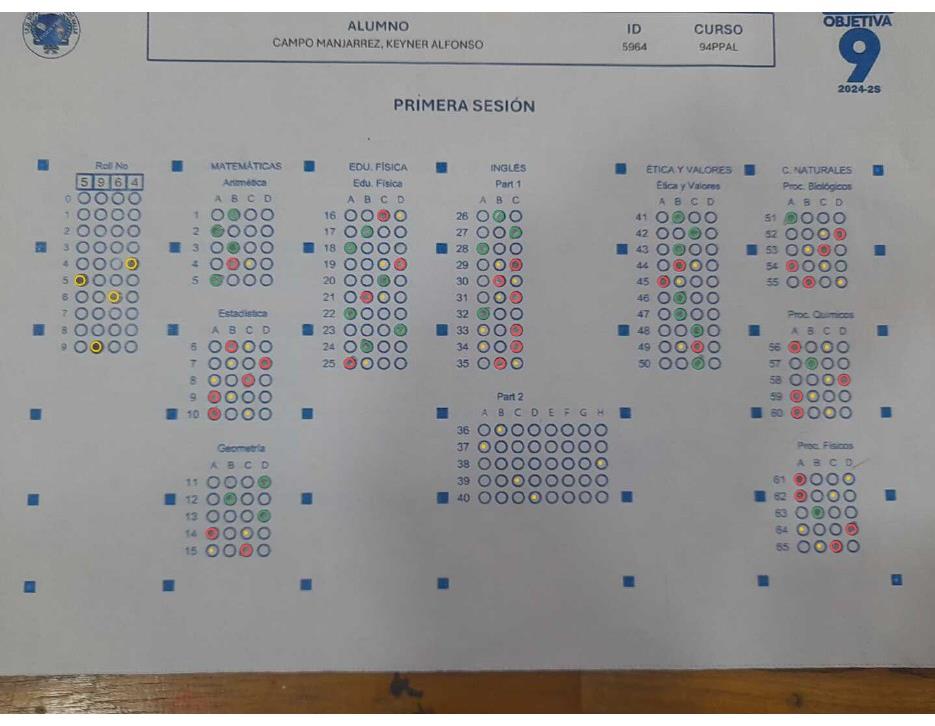 ALUMNO
CAMPO MANJARREZ, KEYNER ALFONSO
ID
5964
CURSO
94PPAL
OBJETIVA
9
2024-2S
PRIMERA SESIÓN
Roll No
5 9 6 4
0
1
2
3
4
5
6
7
8
9
MATEMÁTICAS
Aritmética
A B C D
1
2
3
4
5
Estadística
A B C D
6
7
8
9
10
Geometría
A B C D
11
12
13
14
15
EDU. FÍSICA
Edu. Física
A B C D
16
17
18
19
20
21
22
23
24
25
INGLÉS
Part 1
A B C
26
27
28
29
30
31
32
33
34
35
Part 2
A B C D E F G H
36
37
38
39
40
ÉTICA Y VALORES
Ética y Valores
A B C D
41
42
43
44
45
46
47
48
49
50
C. NATURALES
Proc. Biológicos
A B C D
51
52
53
54
55
Proc. Químicos
A B C D
56
57
58
59
60
Proc. Físicos
A B C D
61
62
63
64
65